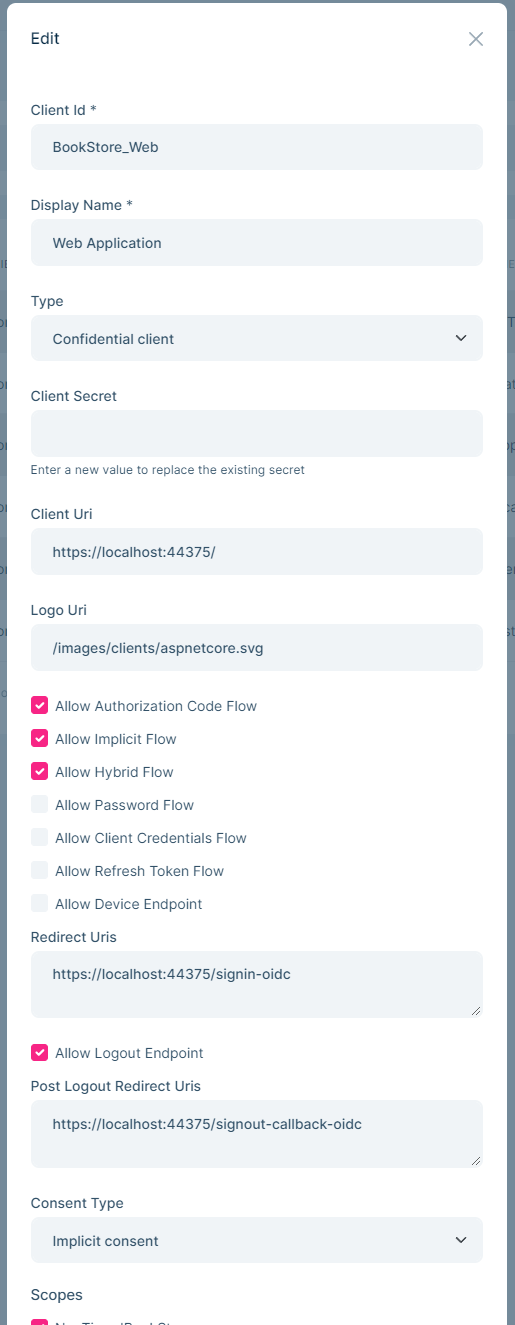 Edit
Client Id *
BookStore_Web
Display Name *
Web Application
Type
Confidential client
Client Secret
Enter a new value to replace the existing secret
Client Uri
https://localhost:44375/
Logo Uri
/images/clients/aspnetcore.svg
Allow Authorization Code Flow
Allow Implicit Flow
Allow Hybrid Flow
Allow Password Flow
Allow Client Credentials Flow
Allow Refresh Token Flow
Allow Device Endpoint
Redirect Uris
https://localhost:44375/signin-oidc
Allow Logout Endpoint
Post Logout Redirect Uris
https://localhost:44375/signout-callback-oidc
Consent Type
Implicit consent
Scopes